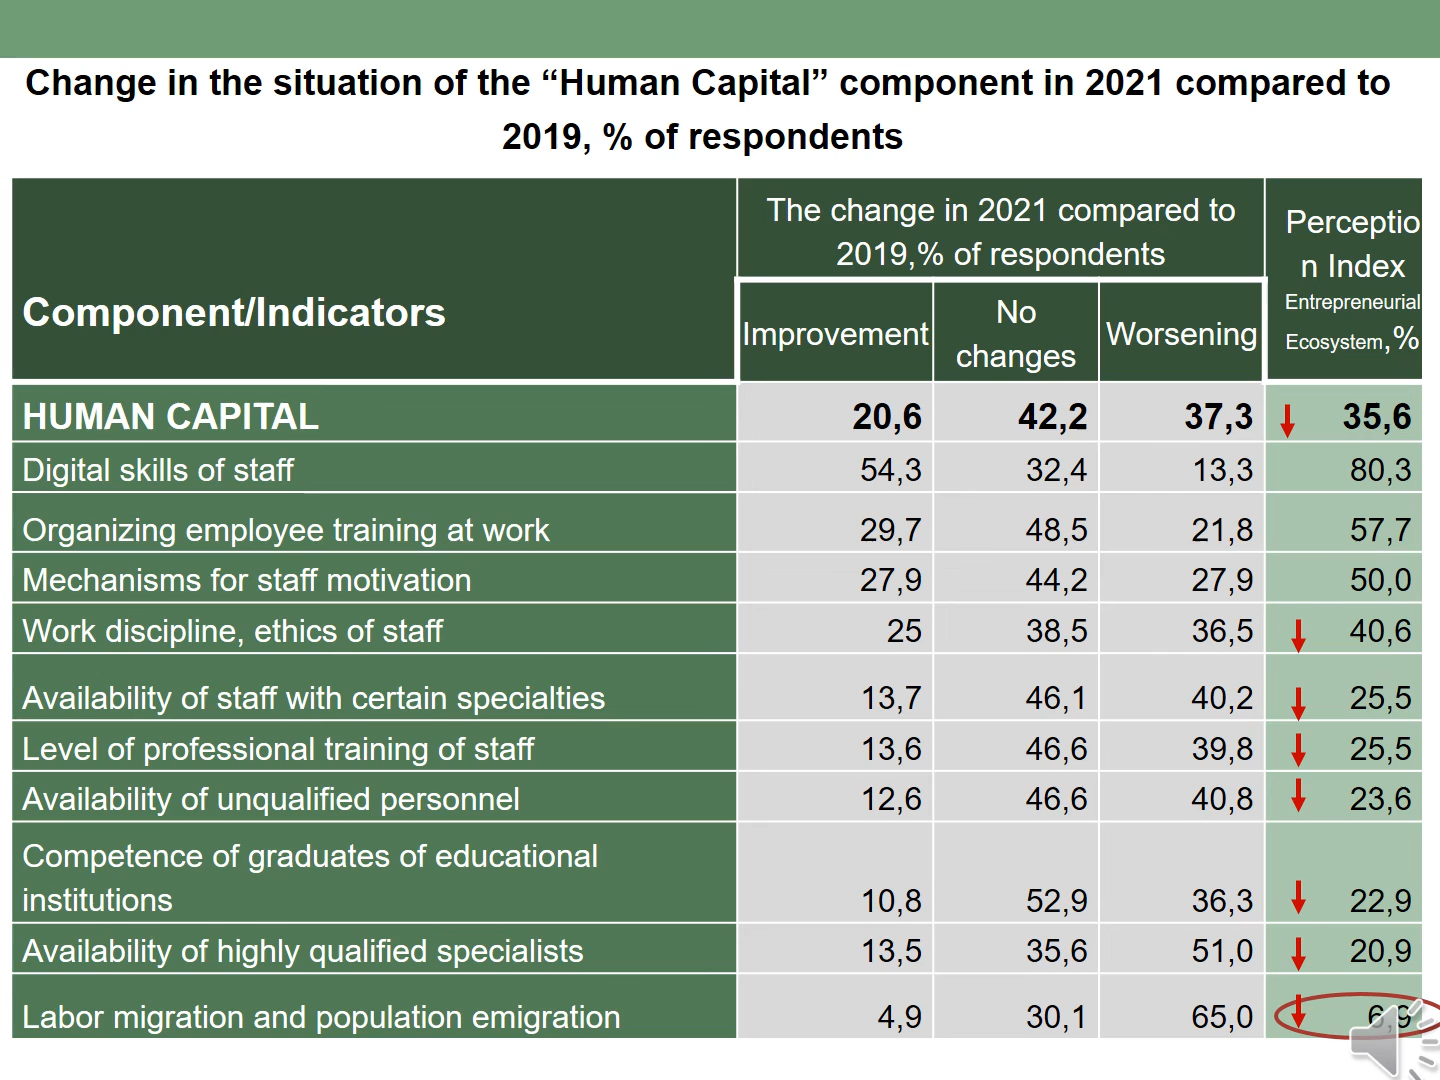 Change in the situation of the “Human Capital” component in 2021 compared to
2019, % of respondents
Component/Indicators
The change in 2021 compared to
2019,% of respondents
Perceptio
n Index
Entrepreneurial
Ecosystem,%
Improvement
No
changes
Worsening
HUMAN CAPITAL 20,6 42,2 37,3 35,6
Digital skills of staff 54,3 32,4 13,3 80,3
Organizing employee training at work 29,7 48,5 21,8 57,7
Mechanisms for staff motivation 27,9 44,2 27,9 50,0
Work discipline, ethics of staff 25 38,5 36,5 40,6
Availability of staff with certain specialties 13,7 46,1 40,2 25,5
Level of professional training of staff 13,6 46,6 39,8 25,5
Availability of unqualified personnel 12,6 46,6 40,8 23,6
Competence of graduates of educational
institutions 10,8 52,9 36,3 22,9
Availability of highly qualified specialists 13,5 35,6 51,0 20,9
Labor migration and population emigration 4,9 30,1 65,0 6,9